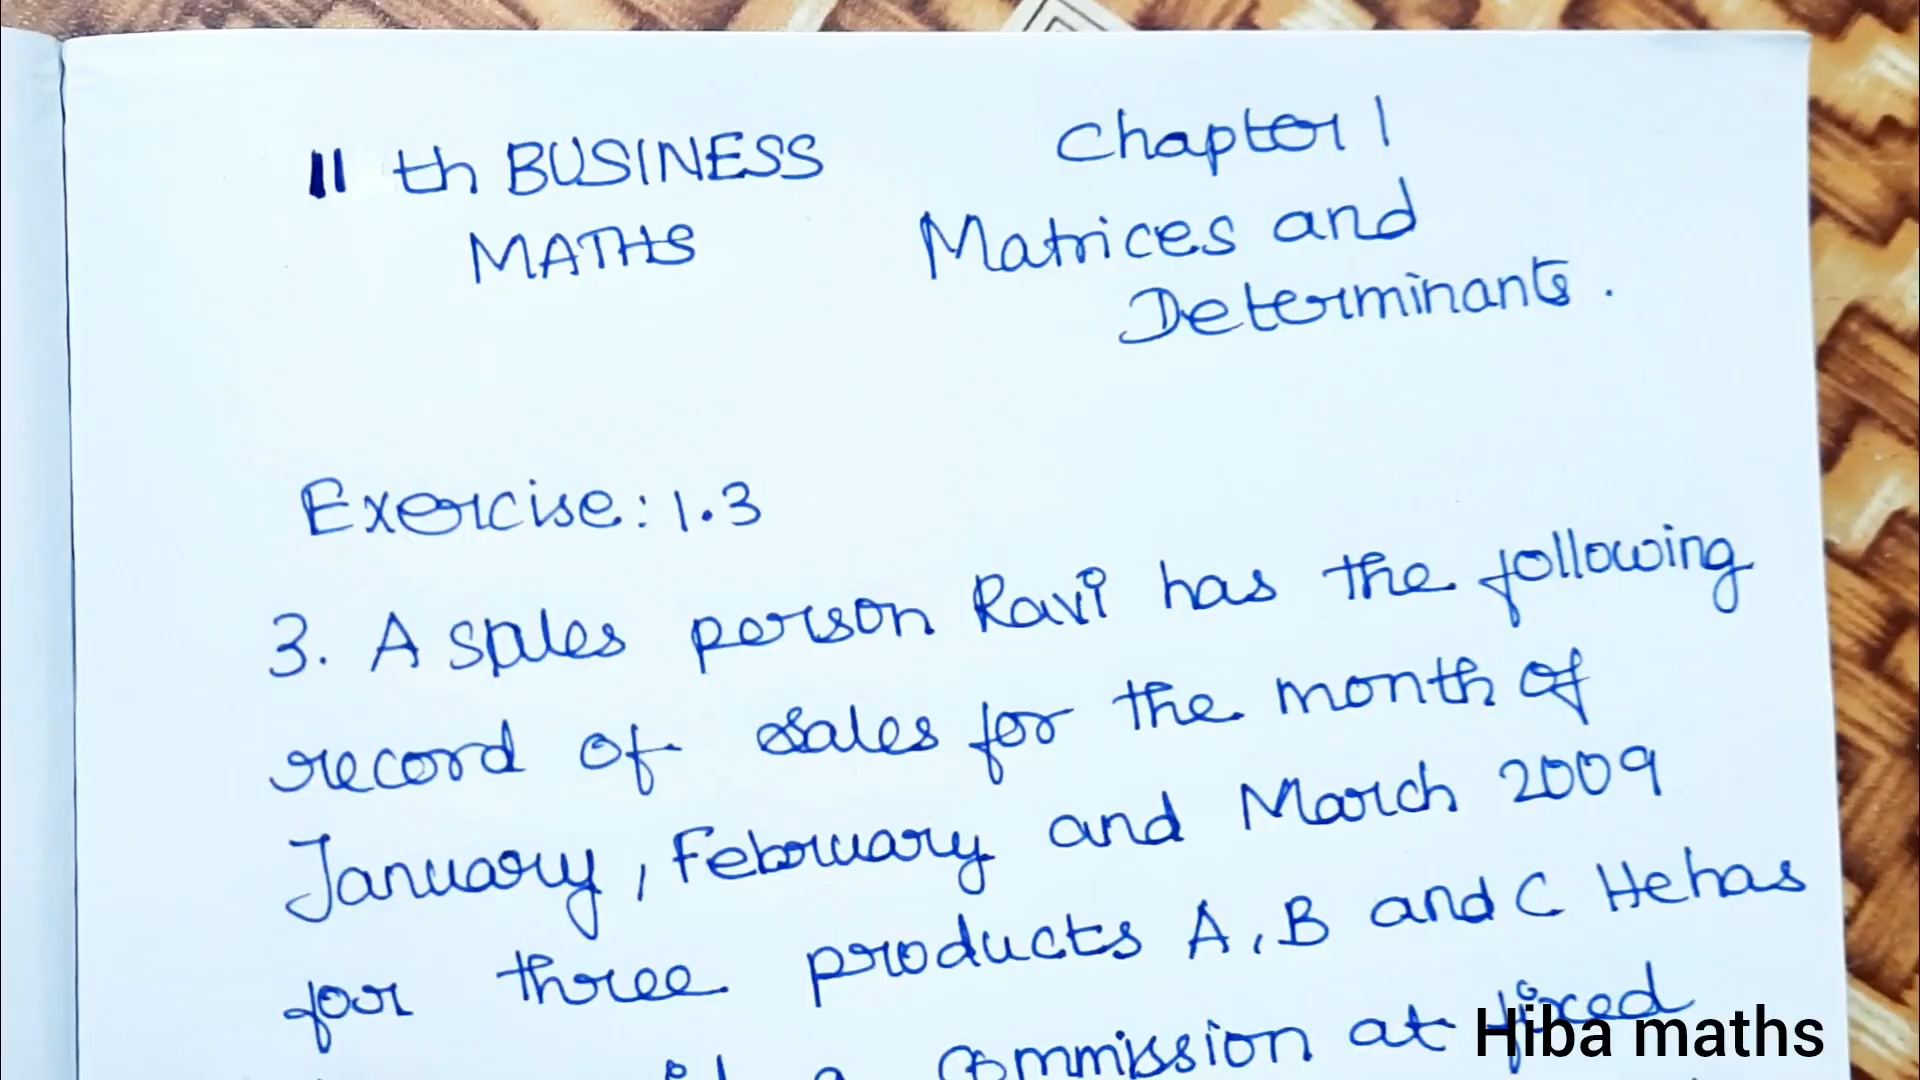 11 th BUSINESS
MATHS
Chapter 1
Matrices and
Determinants.
Exercise: 1.3
3. A sales person Ravi has the following
record of sales for the month of
January, February and March 2009
for three products A, B and C He has
commission at fixed
Hiba maths